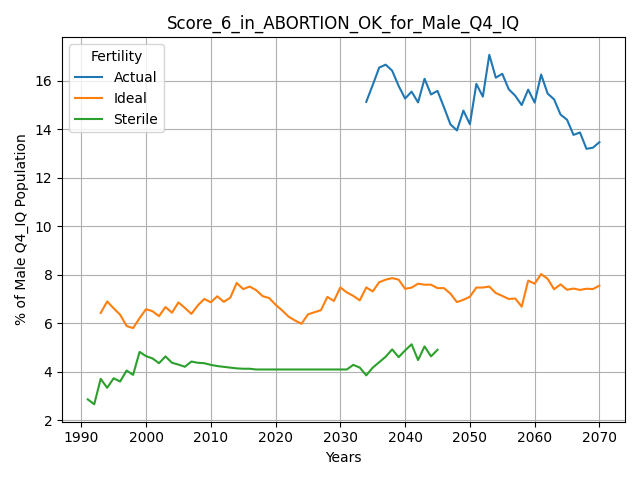 Score_6_in_ABORTION_OK_for_Male_Q4_IQ
Fertility
Actual
Ideal
Sterile
% of Male Q4_IQ Population
16
14
12
10
8
6
4
2
1990 2000 2010 2020 2030 2040 2050 2060 2070
Years